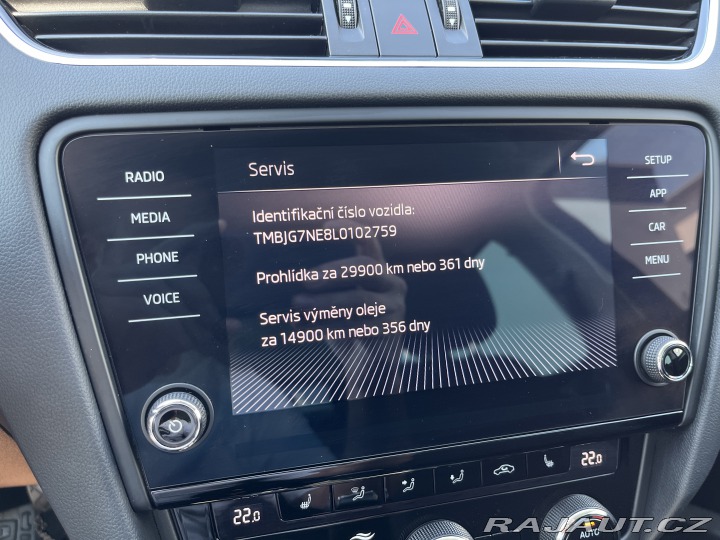 RADIO
MEDIA
PHONE
VOICE
Servis
Identifikační číslo vozidla:
TMBJG7NE8L0102759
Prohlídka za 29900 km nebo 361 dny
Servis výměny oleje
za 14900 km nebo 356 dny
SETUP
APP
CAR
MENU
22.0
22.0
AUTO
RAJAUT.CZ